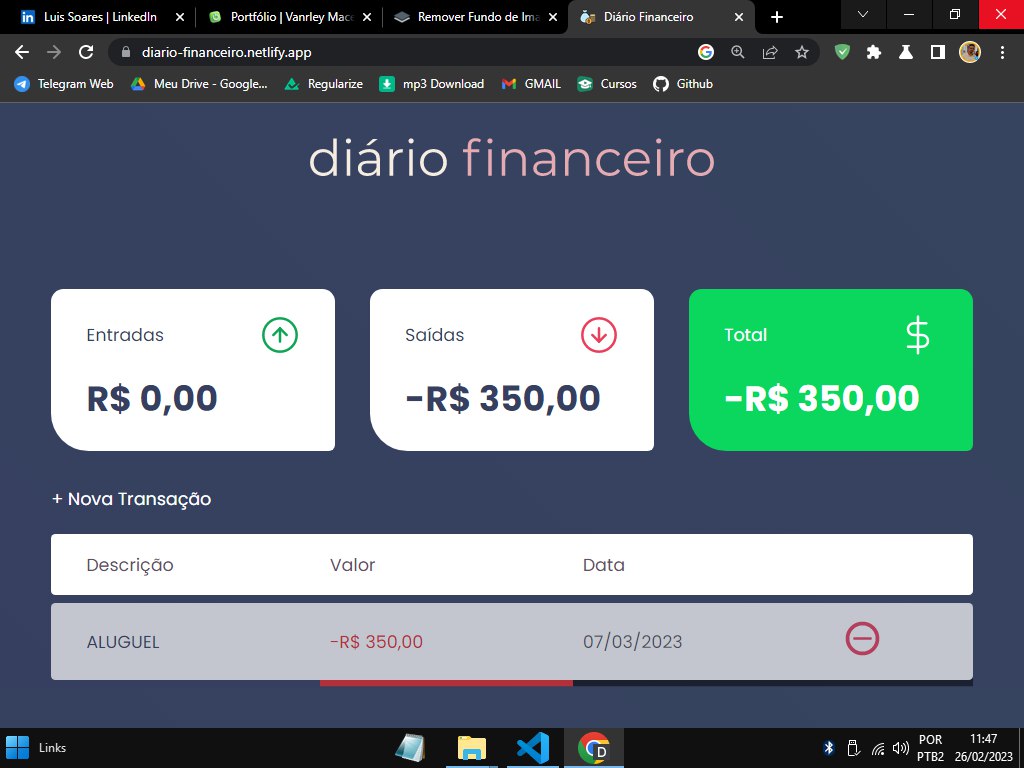 Luis Soares | LinkedIn
Portfólio | Vanrley Mace
Remover Fundo de Ima
Diário Financeiro
diario-financeiro.netlify.app
Telegram Web
Meu Drive - Google...
Regularize
mp3 Download
GMAIL
Cursos
Github
diário financeiro
Entradas
R$ 0,00
Saídas
-R$ 350,00
Total
$
-R$ 350,00
+ Nova Transação
Descrição Valor Data
ALUGUEL -R$ 350,00 07/03/2023
Links
POR
PTB2
11:47
26/02/2023